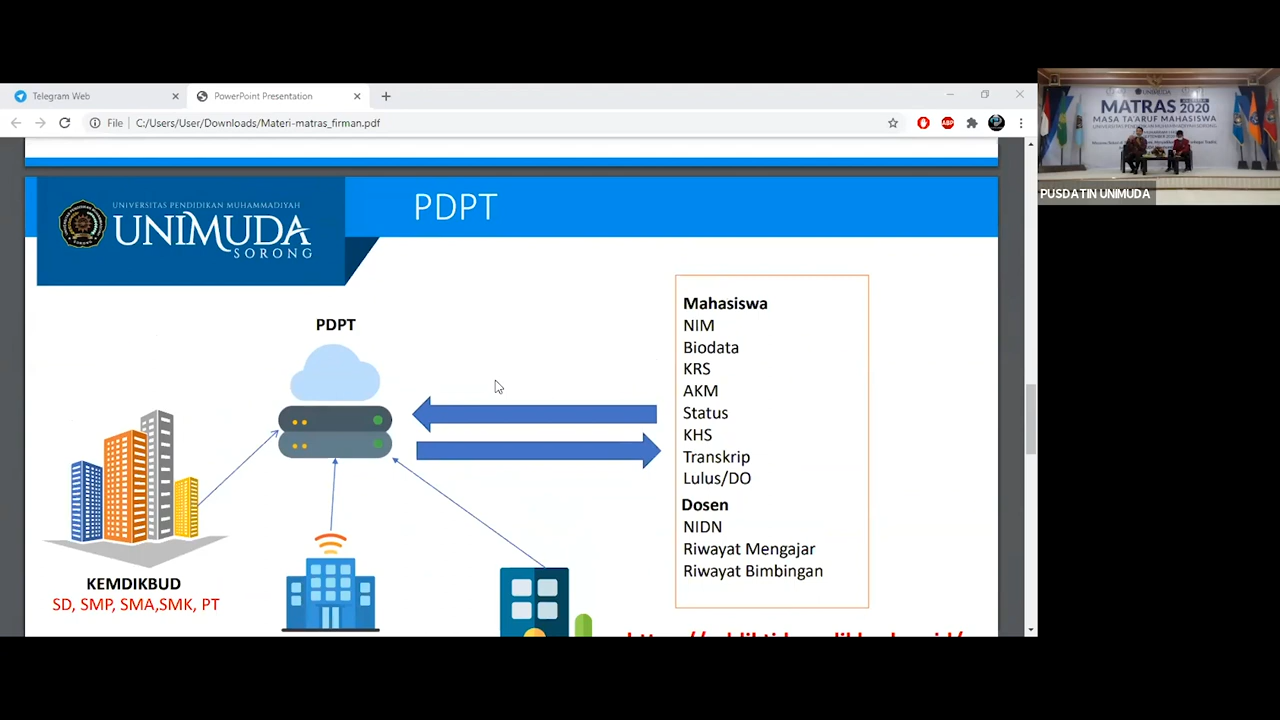 Telegram Web
PowerPoint Presentation
File
C:/Users/User/Downloads/Materi-matras_firman.pdf
ABP
UNIMUDA
MATRAS 2020
MASA TA'ARUF MAHASISWA
PUSDATIN UNIMUDA
UNIVERSITAS PENDIDIKAN MUHAMMADIYAH
UNIMUDA
SORONG
PDPT
PDPT
Mahasiswa
NIM
Biodata
KRS
AKM
Status
KHS
Transkrip
Lulus/DO
Dosen
NIDN
Riwayat Mengajar
Riwayat Bimbingan
KEMDIKBUD
SD, SMP, SMA,SMK, PT